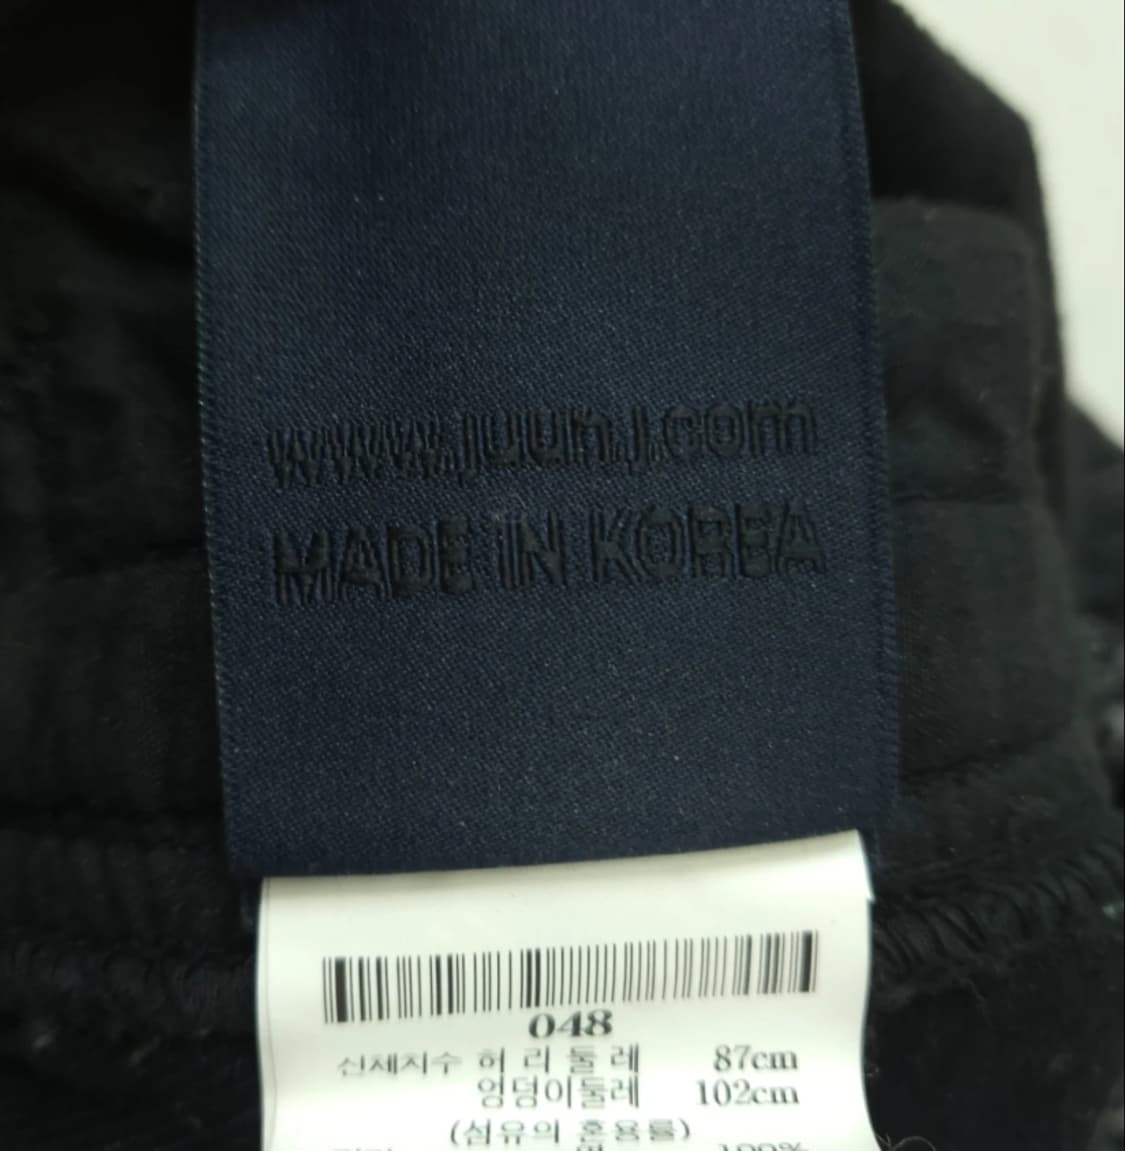 www.juunj.com
MADE IN KOREA
048
신체치수 허 리 둘 레 87cm
엉덩이둘레 102cm
(섬유의 혼용률)
100%